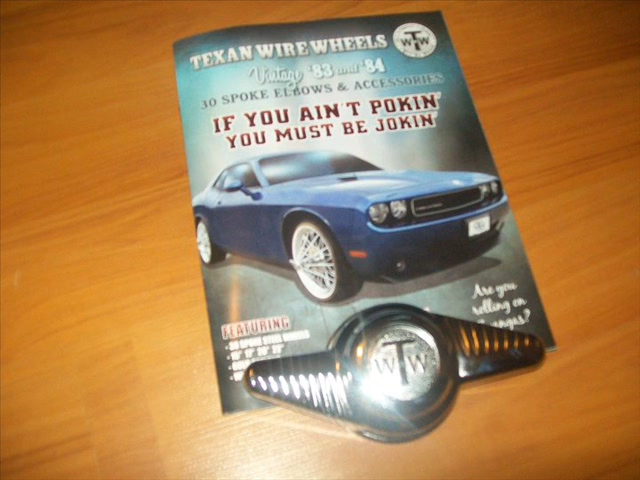 TEXAN WIRE WHEELS
TWW
Vintage '83 and '84
30 SPOKE ELBOWS & ACCESSORIES
IF YOU AIN'T POKIN'
YOU MUST BE JOKIN'
Are you
rolling on
FEATURING
TWW